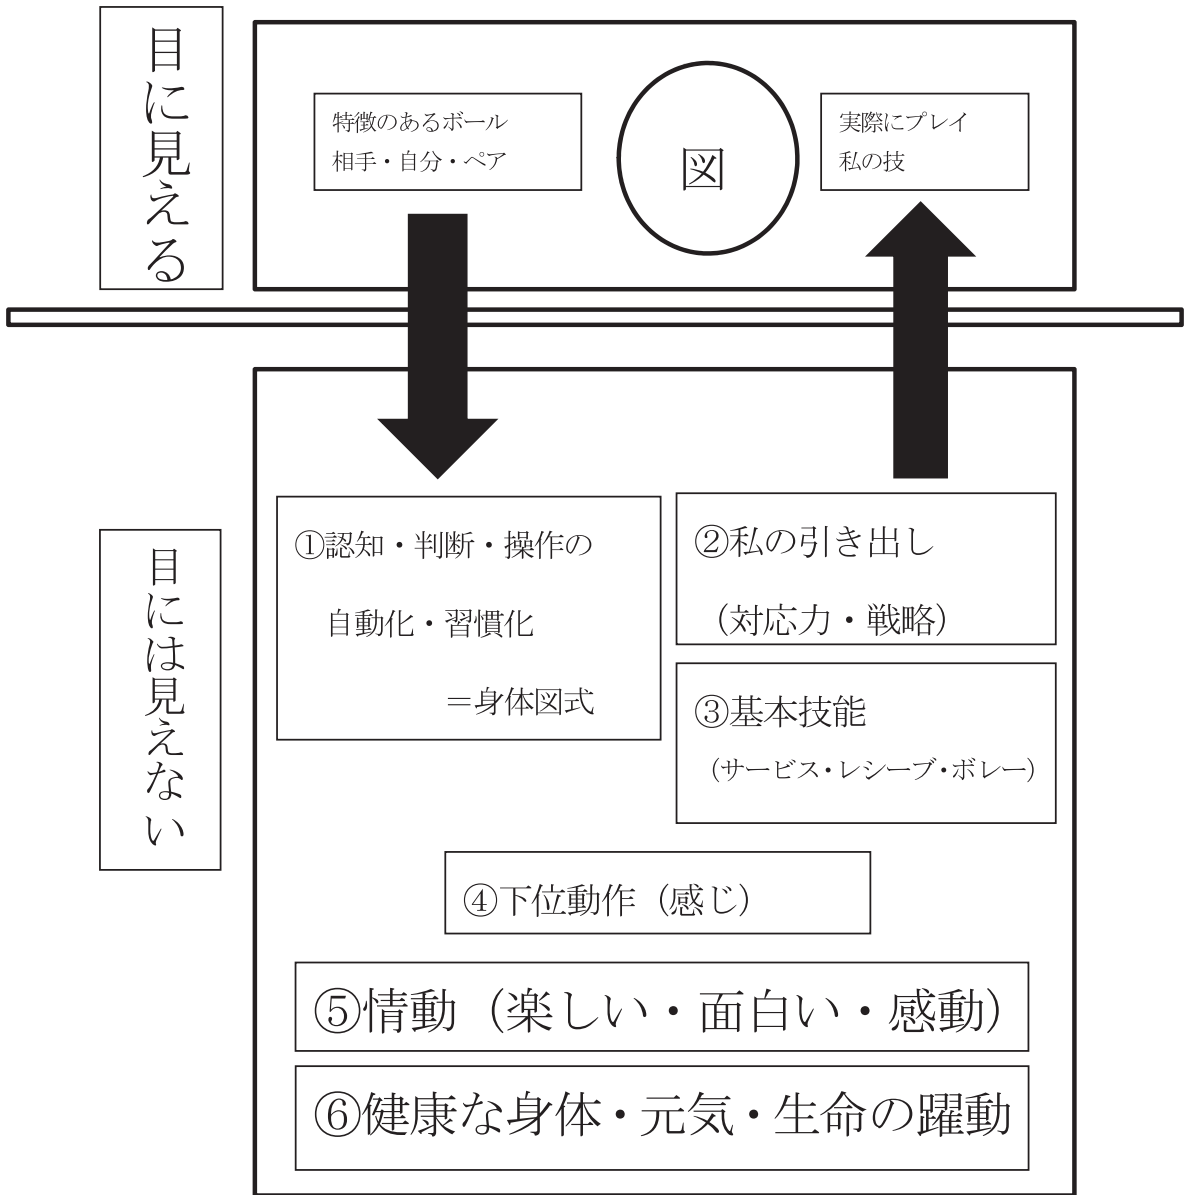 目に見える
特徴のあるボール
相手・自分・ペア
図
実際にプレイ
私の技
目には見えない
①認知・判断・操作の
自動化・習慣化
＝身体図式
②私の引き出し
（対応力・戦略）
③基本技能
（サービス・レシーブ・ボレー）
④下位動作（感じ）
⑤情動（楽しい・面白い・感動）
⑥健康な身体・元気・生命の躍動